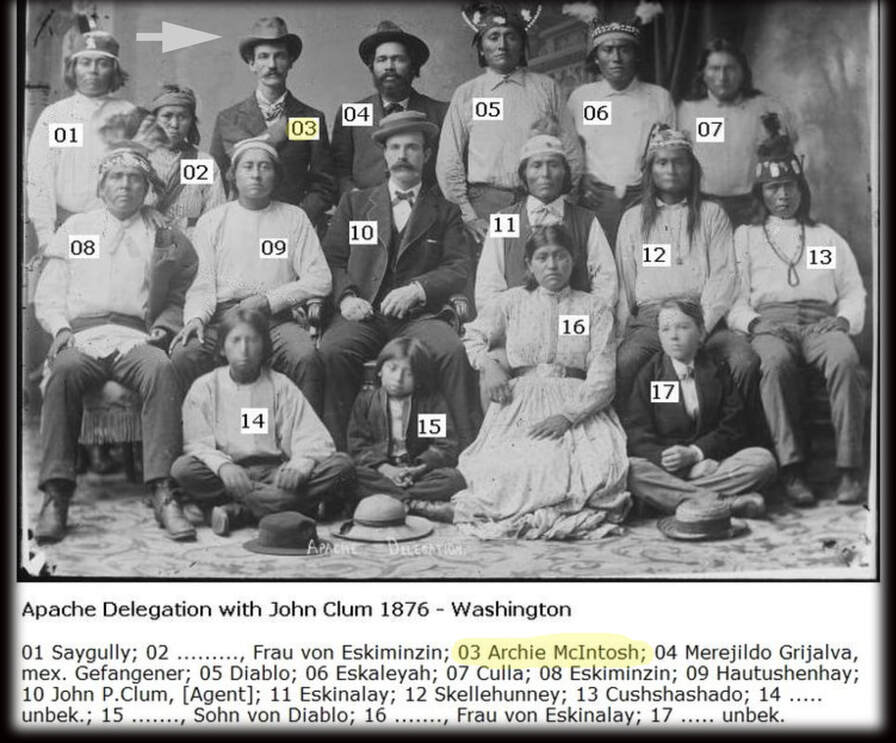 01
02
03
04
05
06
07
08
09
10
11
12
13
14
15
16
17
APACHE DELEGATION.
Apache Delegation with John Clum 1876 - Washington
01 Saygully; 02 ........., Frau von Eskiminzin; 03 Archie McIntosh; 04 Merejildo Grijalva,
mex. Gefangener; 05 Diablo; 06 Eskaleyah; 07 Culla; 08 Eskiminzin; 09 Hautushenhay;
10 John P.Clum, [Agent]; 11 Eskinalay; 12 Skellehunney; 13 Cushshashado; 14 .....
unbek.; 15 ......., Sohn von Diablo; 16 ......., Frau von Eskinalay; 17 ..... unbek.